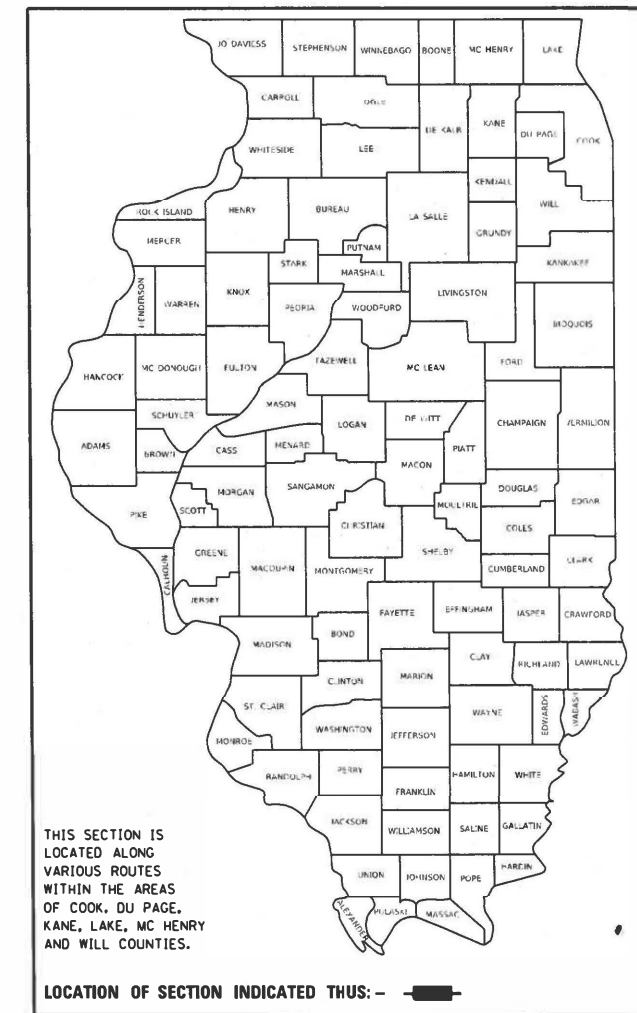 JO DAVIESS STEPHENSON WINNEBAGO BOONE MC HENRY LAKE
CARROLL OGLE DE KALB KANE DU PAGE COOK
WHITESIDE LEE
KENDALL WILL
ROCK ISLAND HENRY BUREAU LA SALLE
GRUNDY
MERCER PUTNAM
STARK MARSHALL KANKAKEE
HENDERSON WARREN KNOX PEORIA WOODFORD LIVINGSTON
IROQUOIS
HANCOCK MC DONOUGH FULTON TAZEWELL MC LEAN FORD
MASON
SCHUYLER LOGAN DE WITT CHAMPAIGN VERMILION
ADAMS BROWN CASS MENARD PIATT
MACON
MORGAN SANGAMON DOUGLAS
PIKE SCOTT MOULTRIE EDGAR
CHRISTIAN COLES
GREENE SHELBY
CALHOUN MACOUPIN MONTGOMERY CUMBERLAND CLARK
JERSEY
FAYETTE EFFINGHAM JASPER CRAWFORD
MADISON BOND
CLAY RICHLAND LAWRENCE
CLINTON MARION
ST. CLAIR WAYNE EDWARDS WABASH
WASHINGTON JEFFERSON
MONROE
RANDOLPH PERRY HAMILTON WHITE
FRANKLIN
JACKSON WILLIAMSON SALINE GALLATIN
UNION JOHNSON POPE HARDIN
ALEXANDER PULASKI MASSAC
THIS SECTION IS
LOCATED ALONG
VARIOUS ROUTES
WITHIN THE AREAS
OF COOK, DU PAGE,
KANE, LAKE, MC HENRY
AND WILL COUNTIES.
LOCATION OF SECTION INDICATED THUS: -